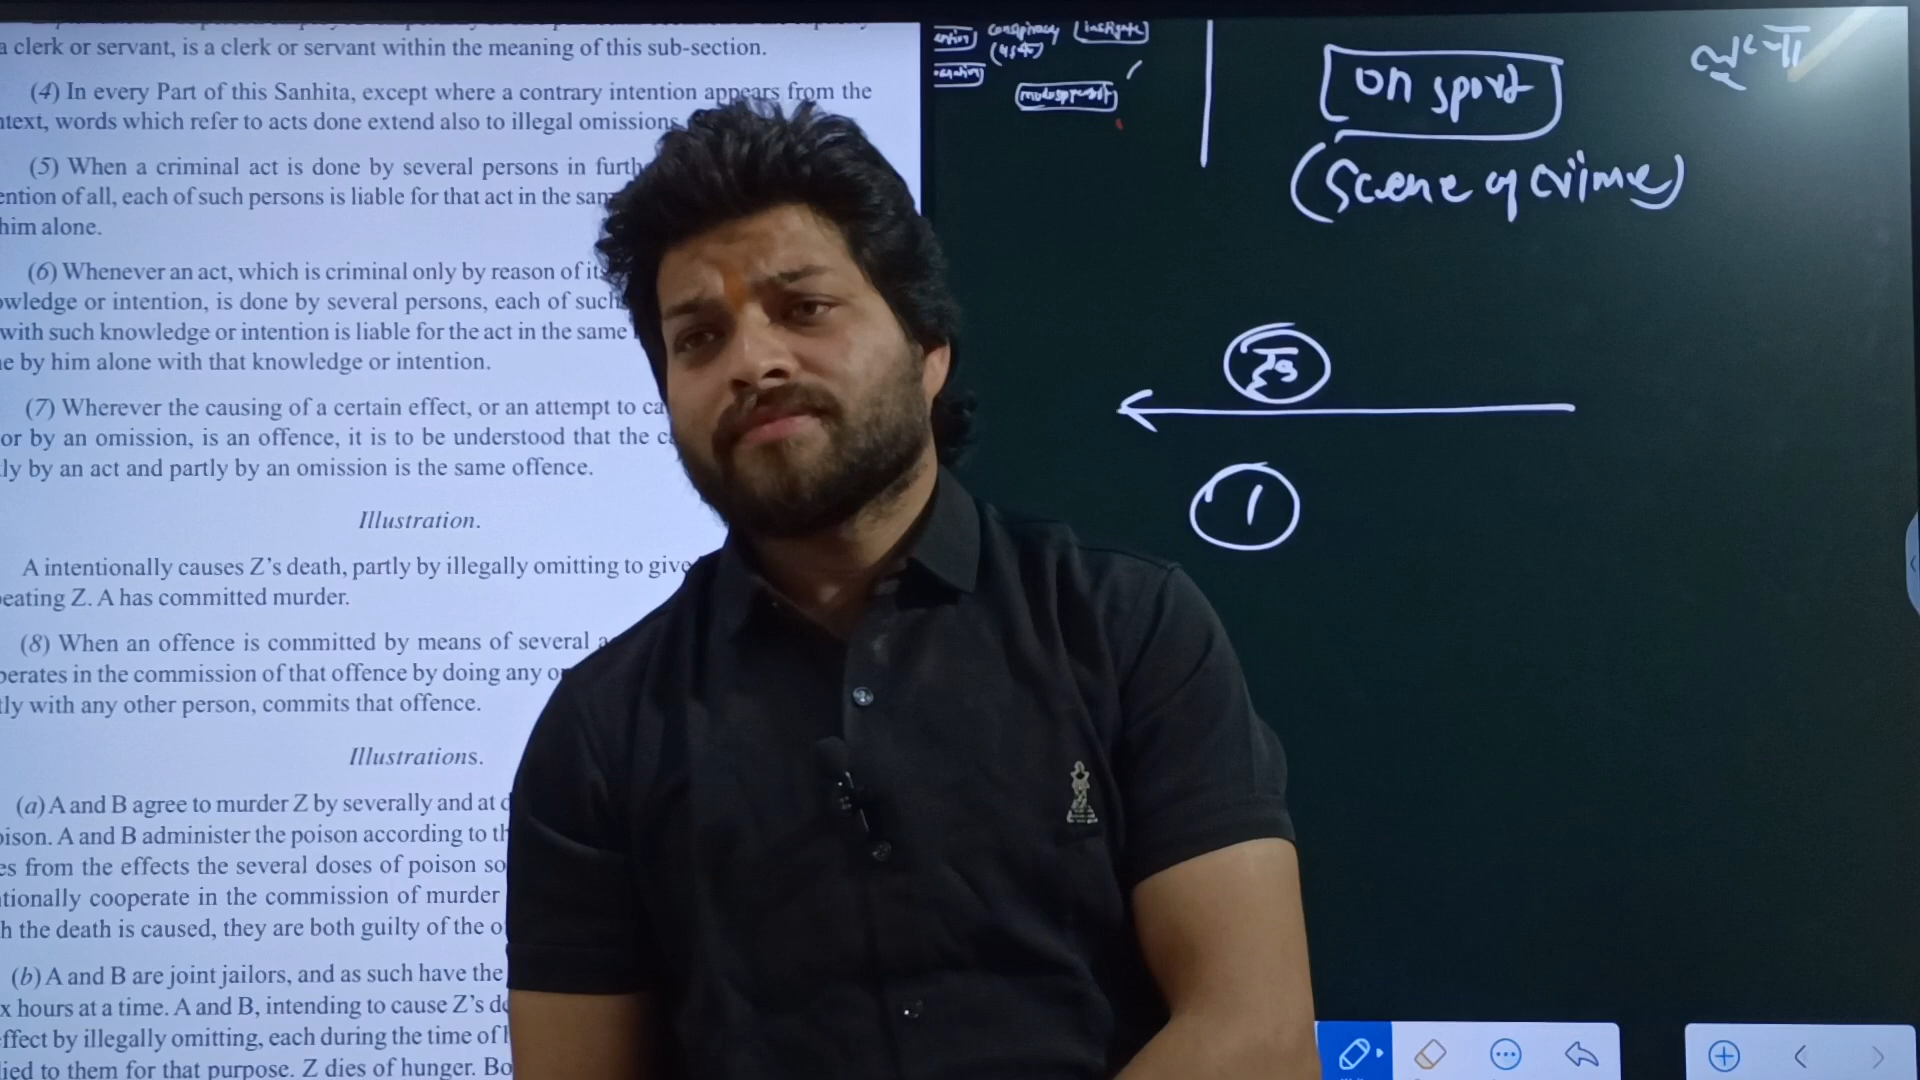 a clerk or servant, is a clerk or servant within the meaning of this sub-section.
(4) In every Part of this Sanhita, except where a contrary intention appears from the
text, words which refer to acts done extend also to illegal omissions.
(5) When a criminal act is done by several persons in furth
ention of all, each of such persons is liable for that act in the sam
him alone.
(6) Whenever an act, which is criminal only by reason of its
owledge or intention, is done by several persons, each of such
with such knowledge or intention is liable for the act in the same
e by him alone with that knowledge or intention.
(7) Wherever the causing of a certain effect, or an attempt to ca
or by an omission, is an offence, it is to be understood that the ca
ly by an act and partly by an omission is the same offence.
Illustration.
A intentionally causes Z's death, partly by illegally omitting to give
eating Z. A has committed murder.
(8) When an offence is committed by means of several a
perates in the commission of that offence by doing any o
tly with any other person, commits that offence.
Illustrations.
(a) A and B agree to murder Z by severally and at d
oison. A and B administer the poison according to th
es from the effects the several doses of poison so
ntionally cooperate in the commission of murder
h the death is caused, they are both guilty of the o
(b) A and B are joint jailors, and as such have the
x hours at a time. A and B, intending to cause Z's de
ffect by illegally omitting, each during the time of h
lied to them for that purpose. Z dies of hunger. Bo
conspiracy
instigate
on sport
(scene of crime)
1